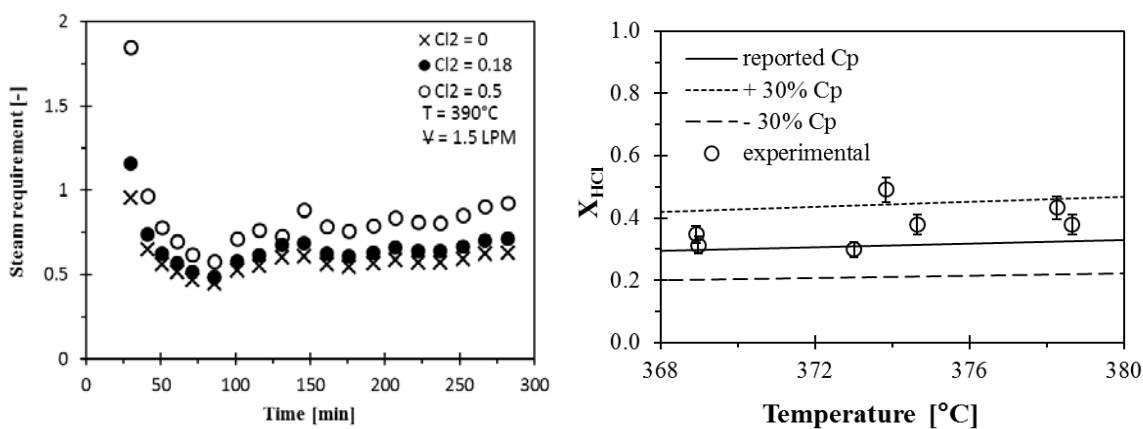 2
1.5
1
0.5
0
0
50
100
150
200
250
300
Steam requirement [-]
Time [min]
Cl2 = 0
Cl2 = 0.18
Cl2 = 0.5
T = 390°C
V = 1.5 LPM
1.0
0.8
0.6
0.4
0.2
0.0
368
372
376
380
X_HCl
Temperature [°C]
reported Cp
+ 30% Cp
- 30% Cp
experimental